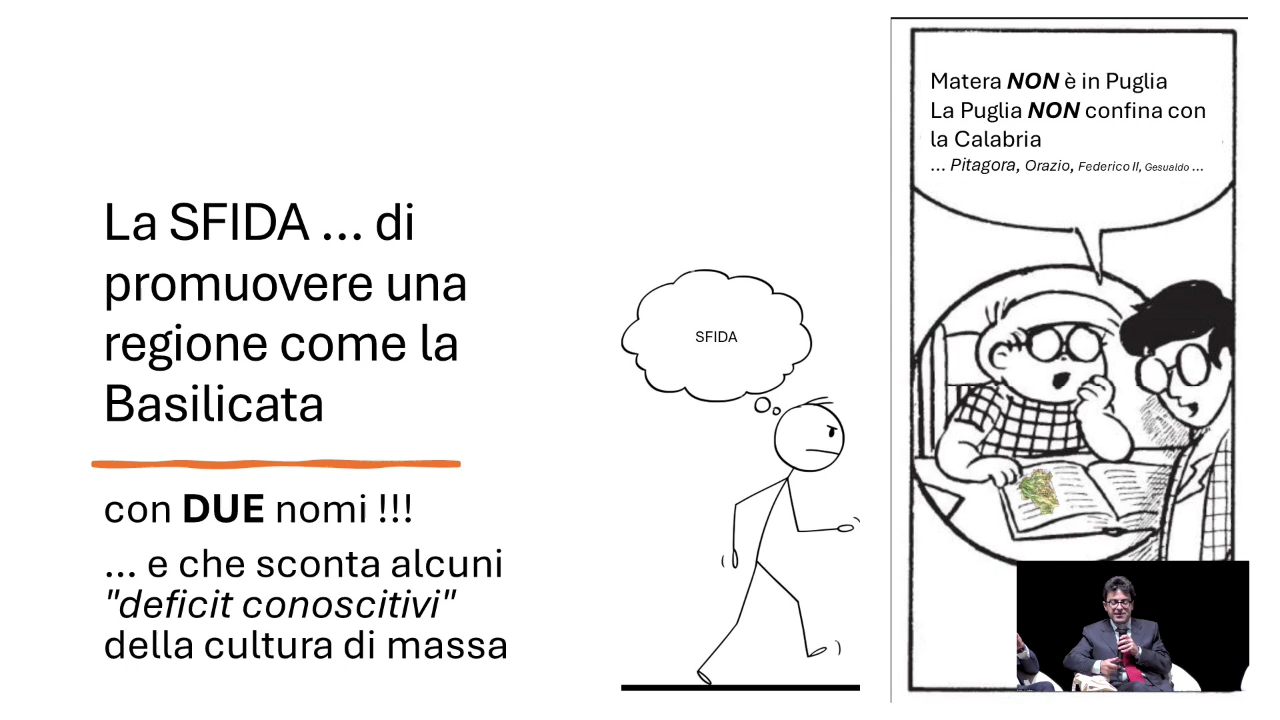 La SFIDA ... di
promuovere una
regione come la
Basilicata
con DUE nomi !!!
... e che sconta alcuni
"deficit conoscitivi"
della cultura di massa
SFIDA
Matera NON è in Puglia
La Puglia NON confina con
la Calabria
... Pitagora, Orazio, Federico II, Gesualdo ...